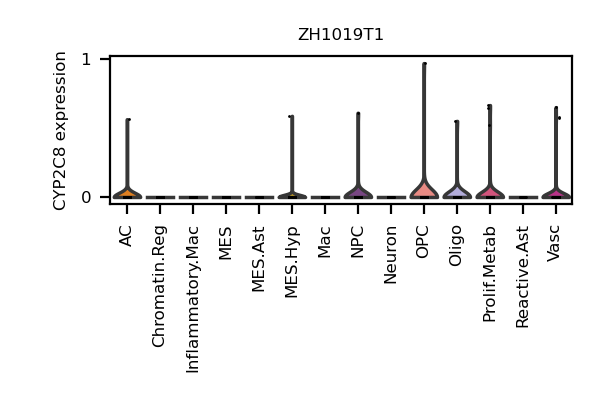 ZH1019T1
CYP2C8 expression
1
0
AC
Chromatin.Reg
Inflammatory.Mac
MES
MES.Ast
MES.Hyp
Mac
NPC
Neuron
OPC
Oligo
Prolif.Metab
Reactive.Ast
Vasc